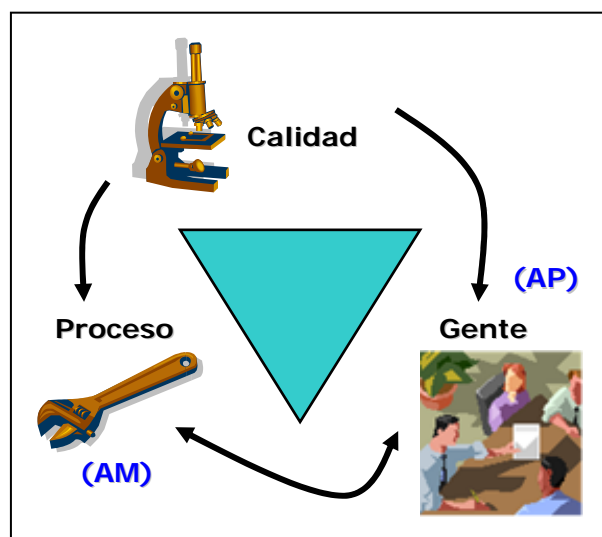 Calidad
(AP)
Proceso
Gente
(AM)